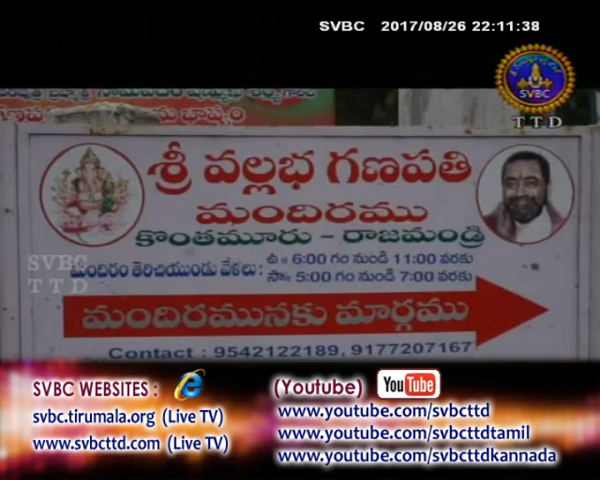 SVBC 2017/08/26 22:11:38
SVBC
T T D
శ్రీ వల్లభ గణపతి
మందిరము
కొంతమూరు - రాజమండ్రి
మందిరం తెరిచియుండు వేళలు :
ఉ॥ 6:00 గం నుండి 11:00 వరకు
సా॥ 5:00 గం నుండి 7:00 వరకు
SVBC
T T D
మందిరమునకు మార్గము
Contact : 9542122189, 9177207167
SVBC WEBSITES :
svbc.tirumala.org (Live TV)
www.svbcttd.com (Live TV)
(Youtube) YouTube
www.youtube.com/svbcttd
www.youtube.com/svbcttdtamil
www.youtube.com/svbcttdkannada